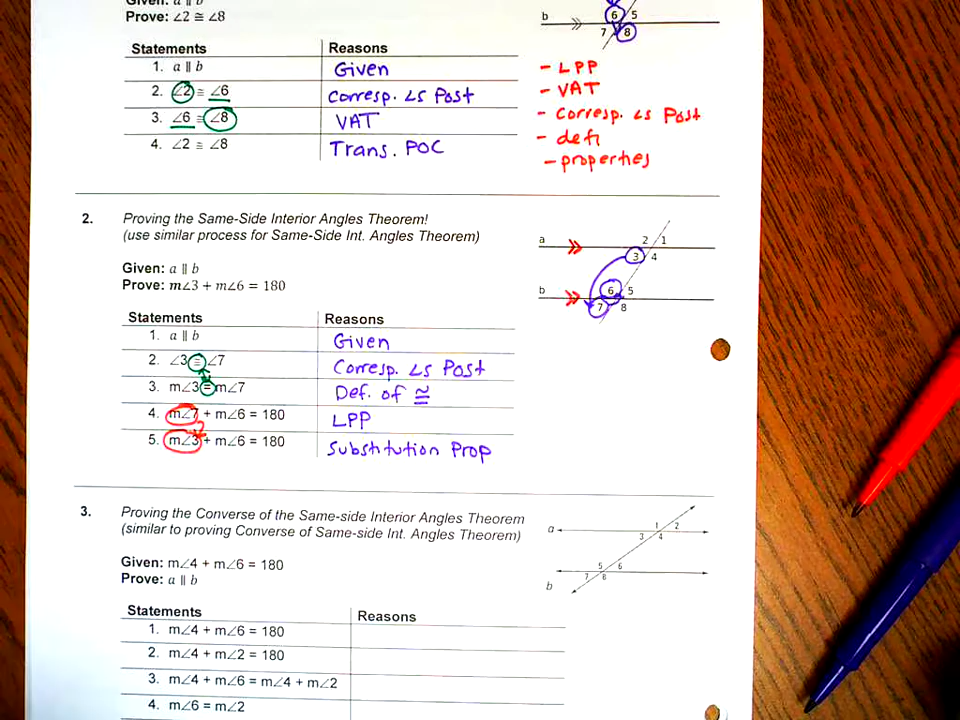 Given: a ∥ b
Prove: ∠2 ≅ ∠8
b 6 5
7 8
Statements Reasons
1. a ∥ b Given
2. ∠2 ≅ ∠6 Corresp. ∠s Post
3. ∠6 ≅ ∠8 VAT
4. ∠2 ≅ ∠8 Trans. POC
- LPP
- VAT
- Corresp. ∠s Post
- defi
- properties
2. Proving the Same-Side Interior Angles Theorem!
(use similar process for Same-Side Int. Angles Theorem)
Given: a ∥ b
Prove: m∠3 + m∠6 = 180
a 2 1
3 4
b 6 5
7 8
Statements Reasons
1. a ∥ b Given
2. ∠3 ≅ ∠7 Corresp. ∠s Post
3. m∠3 = m∠7 Def. of ≅
4. m∠7 + m∠6 = 180 LPP
5. m∠3 + m∠6 = 180 Substitution Prop
3. Proving the Converse of the Same-side Interior Angles Theorem
(similar to proving Converse of Same-side Int. Angles Theorem)
Given: m∠4 + m∠6 = 180
Prove: a ∥ b
1 2
a
3 4
5 6
7 8
b
Statements Reasons
1. m∠4 + m∠6 = 180
2. m∠4 + m∠2 = 180
3. m∠4 + m∠6 = m∠4 + m∠2
4. m∠6 = m∠2